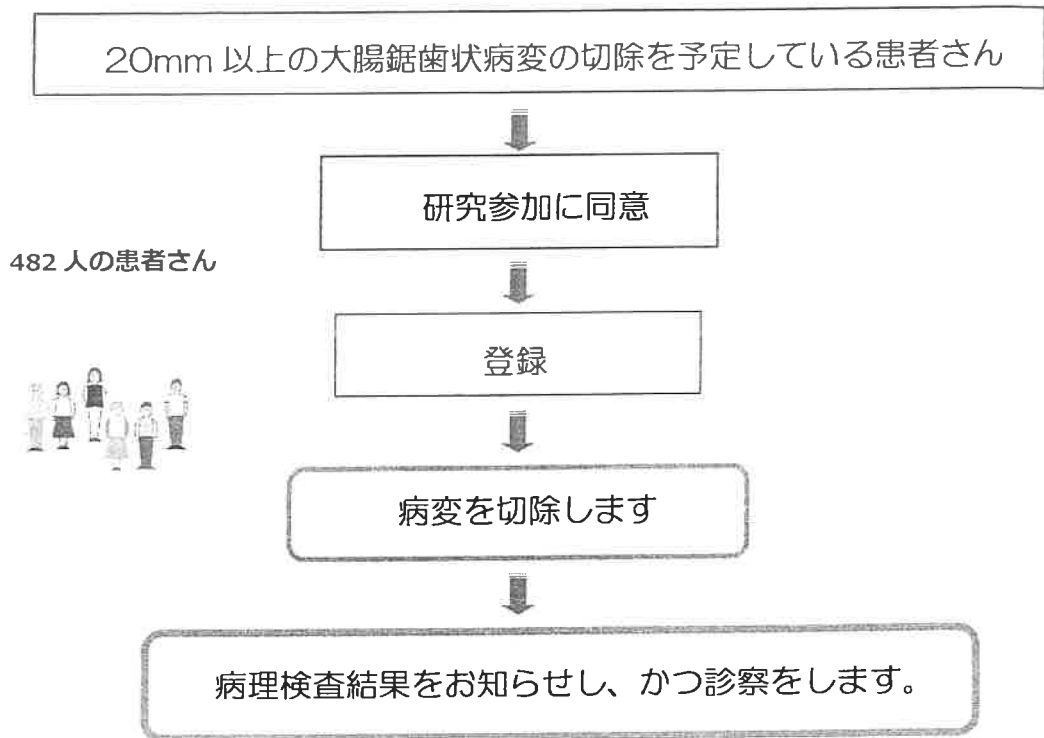 20mm 以上の大腸鋸歯状病変の切除を予定している患者さん
研究参加に同意
482 人の患者さん
登録
病変を切除します
病理検査結果をお知らせし、かつ診察をします。